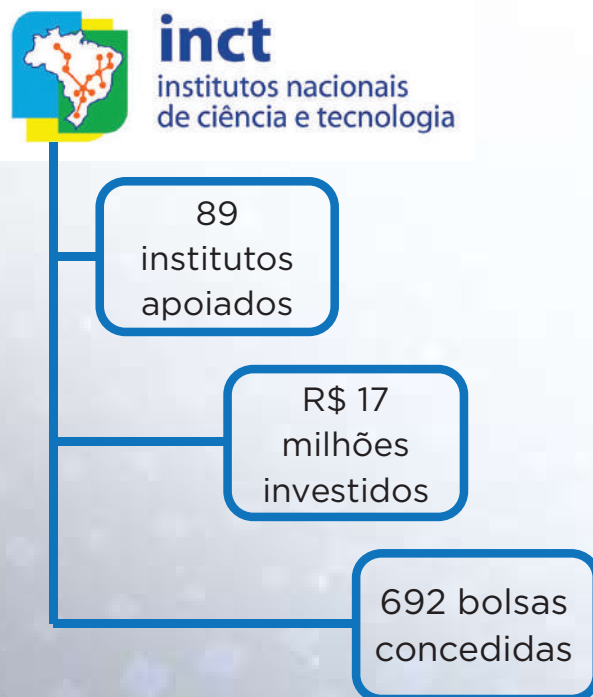 inct
institutos nacionais
de ciência e tecnologia
89
institutos
apoiados
R$ 17
milhões
investidos
692 bolsas
concedidas